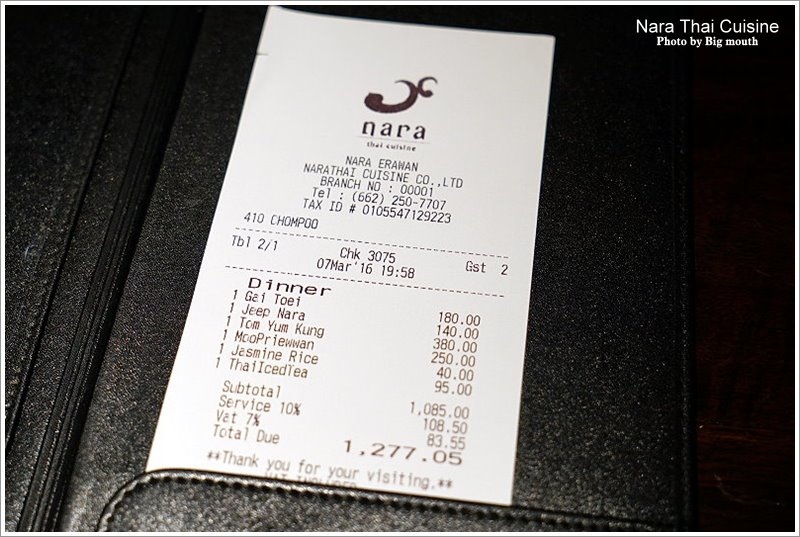 Nara Thai Cuisine
Photo by Big mouth
nara
thai cuisine
NARA ERAWAN
NARATHAI CUISINE CO.,LTD
BRANCH NO : 00001
Tel : (662) 250-7707
TAX ID # 0105547129223
410 CHOMPOO
Tbl 2/1 Chk 3075 Gst 2
07Mar'16 19:58
Dinner
1 Gai Toei 180.00
1 Jeep Nara 140.00
1 Tom Yum Kung 380.00
1 MooPriewwan 250.00
1 Jasmine Rice 40.00
1 ThaiIcedTea 95.00
Subtotal 1,085.00
Service 10% 108.50
Vat 7% 83.55
Total Due 1,277.05
**Thank you for your visiting.**